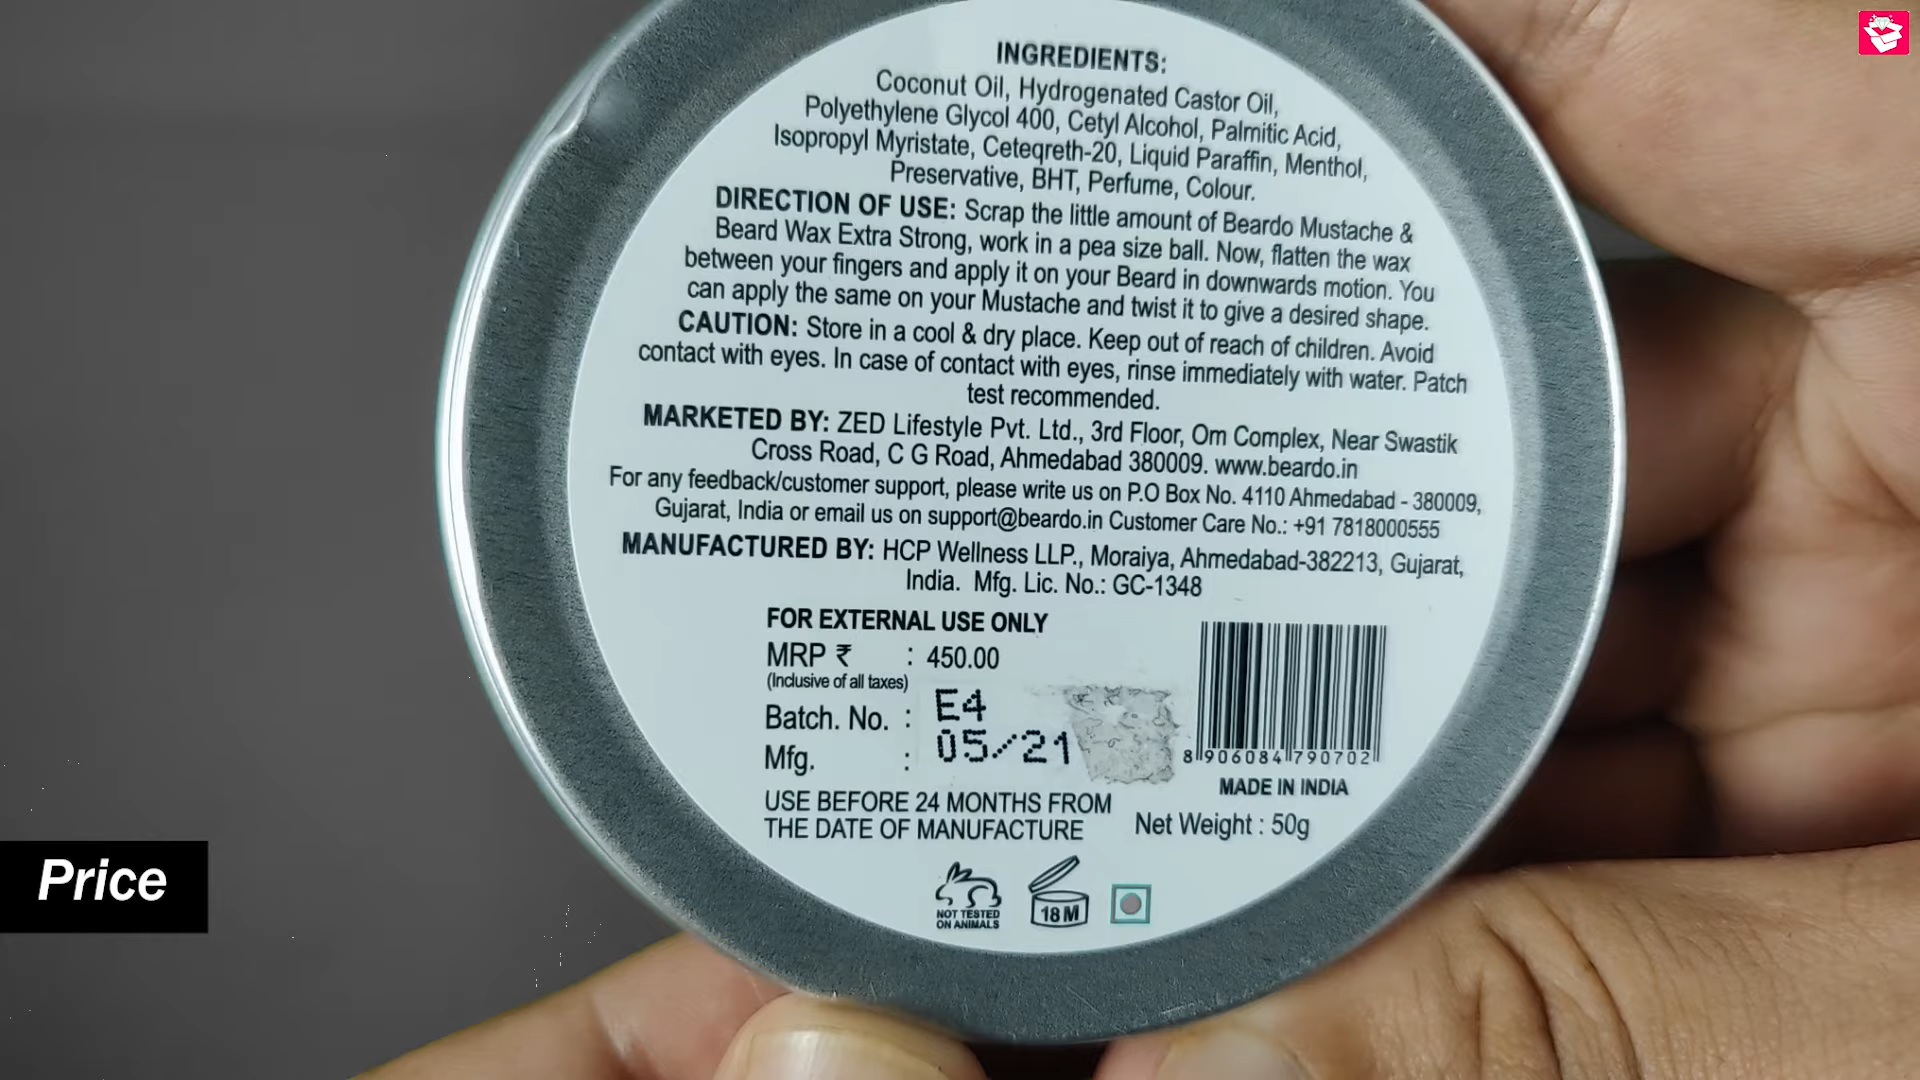 INGREDIENTS:
Coconut Oil, Hydrogenated Castor Oil,
Polyethylene Glycol 400, Cetyl Alcohol, Palmitic Acid,
Isopropyl Myristate, Ceteqreth-20, Liquid Paraffin, Menthol,
Preservative, BHT, Perfume, Colour.
DIRECTION OF USE: Scrap the little amount of Beardo Mustache &
Beard Wax Extra Strong, work in a pea size ball. Now, flatten the wax
between your fingers and apply it on your Beard in downwards motion. You
can apply the same on your Mustache and twist it to give a desired shape.
CAUTION: Store in a cool & dry place. Keep out of reach of children. Avoid
contact with eyes. In case of contact with eyes, rinse immediately with water. Patch
test recommended.
MARKETED BY: ZED Lifestyle Pvt. Ltd., 3rd Floor, Om Complex, Near Swastik
Cross Road, C G Road, Ahmedabad 380009. www.beardo.in
For any feedback/customer support, please write us on P.O Box No. 4110 Ahmedabad - 380009,
Gujarat, India or email us on support@beardo.in Customer Care No.: +91 7818000555
MANUFACTURED BY: HCP Wellness LLP., Moraiya, Ahmedabad-382213, Gujarat,
India. Mfg. Lic. No.: GC-1348
FOR EXTERNAL USE ONLY
MRP ₹ : 450.00
(Inclusive of all taxes)
Batch. No. : E4
Mfg. : 05/21
8 906084 790702
MADE IN INDIA
USE BEFORE 24 MONTHS FROM
THE DATE OF MANUFACTURE
Net Weight : 50g
NOT TESTED
ON ANIMALS
18 M
Price